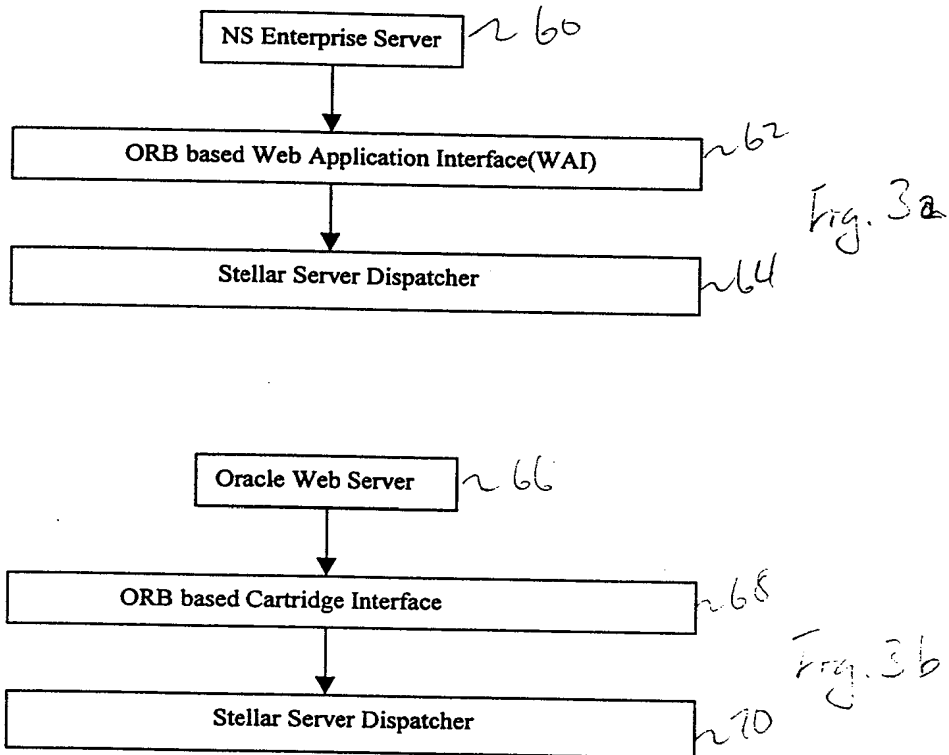 NS Enterprise Server 60
ORB based Web Application Interface(WAI) 62
Fig. 3a
Stellar Server Dispatcher 64
Oracle Web Server 66
ORB based Cartridge Interface 68
Fig. 3b
Stellar Server Dispatcher 70